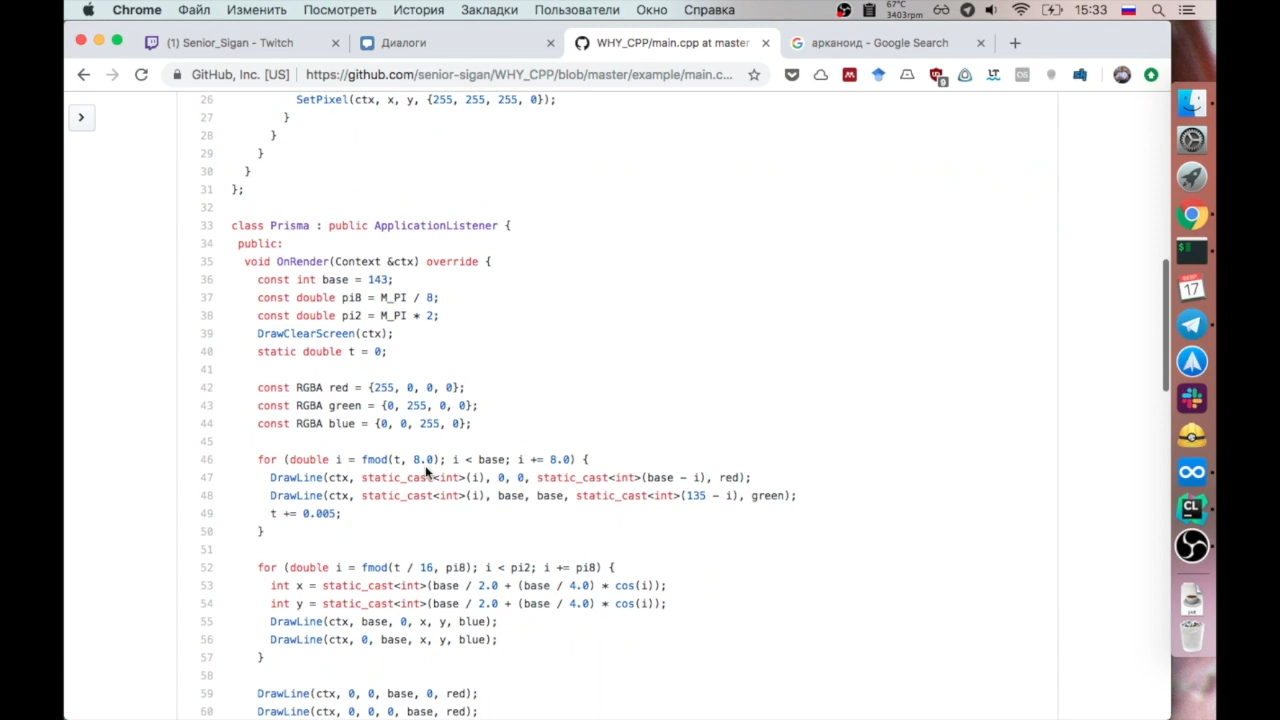 Chrome Файл Изменить Просмотреть История Закладки Пользователи Окно Справка 67°C 3403rpm 15:33
(1) Senior_Sigan - Twitch Диалоги WHY_CPP/main.cpp at master арканоид - Google Search
GitHub, Inc. [US] https://github.com/senior-sigan/WHY_CPP/blob/master/example/main.c... 9
26 SetPixel(ctx, x, y, {255, 255, 255, 0});
27 }
28 }
29 }
30 }
31 };
32
33 class Prisma : public ApplicationListener {
34 public:
35 void OnRender(Context &ctx) override {
36 const int base = 143;
37 const double pi8 = M_PI / 8;
38 const double pi2 = M_PI * 2;
39 DrawClearScreen(ctx);
40 static double t = 0;
41
42 const RGBA red = {255, 0, 0, 0};
43 const RGBA green = {0, 255, 0, 0};
44 const RGBA blue = {0, 0, 255, 0};
45
46 for (double i = fmod(t, 8.0); i < base; i += 8.0) {
47 DrawLine(ctx, static_cast<int>(i), 0, 0, static_cast<int>(base - i), red);
48 DrawLine(ctx, static_cast<int>(i), base, base, static_cast<int>(135 - i), green);
49 t += 0.005;
50 }
51
52 for (double i = fmod(t / 16, pi8); i < pi2; i += pi8) {
53 int x = static_cast<int>(base / 2.0 + (base / 4.0) * cos(i));
54 int y = static_cast<int>(base / 2.0 + (base / 4.0) * cos(i));
55 DrawLine(ctx, base, 0, x, y, blue);
56 DrawLine(ctx, 0, base, x, y, blue);
57 }
58
59 DrawLine(ctx, 0, 0, base, 0, red);
60 DrawLine(ctx, 0, 0, 0, base, red);
17
CL
JAR